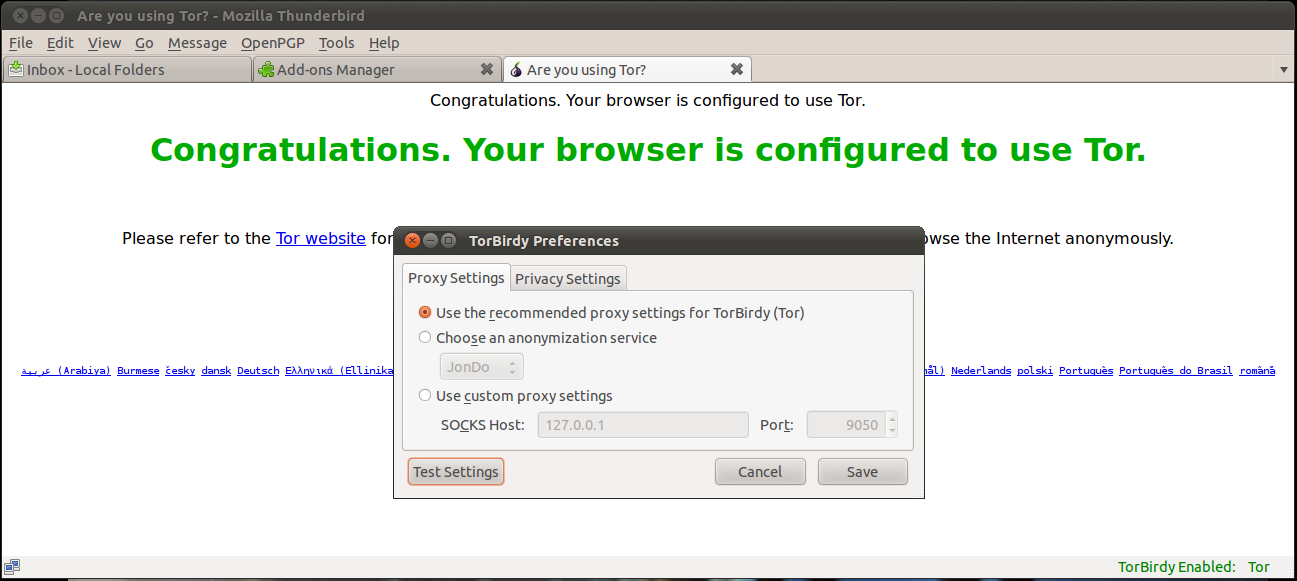 Are you using Tor? - Mozilla Thunderbird
File Edit View Go Message OpenPGP Tools Help
Inbox - Local Folders Add-ons Manager Are you using Tor?
Congratulations. Your browser is configured to use Tor.
Congratulations. Your browser is configured to use Tor.
Please refer to the Tor website for
wse the Internet anonymously.
TorBirdy Preferences
Proxy Settings Privacy Settings
Use the recommended proxy settings for TorBirdy (Tor)
Choose an anonymization service
JonDo
Use custom proxy settings
SOCKS Host: 127.0.0.1 Port: 9050
Test Settings Cancel Save
عربية (Arabiya) Burmese česky dansk Deutsch Ελληνικά (Ellinika
ål) Nederlands polski Português Português do Brasil română
TorBirdy Enabled: Tor